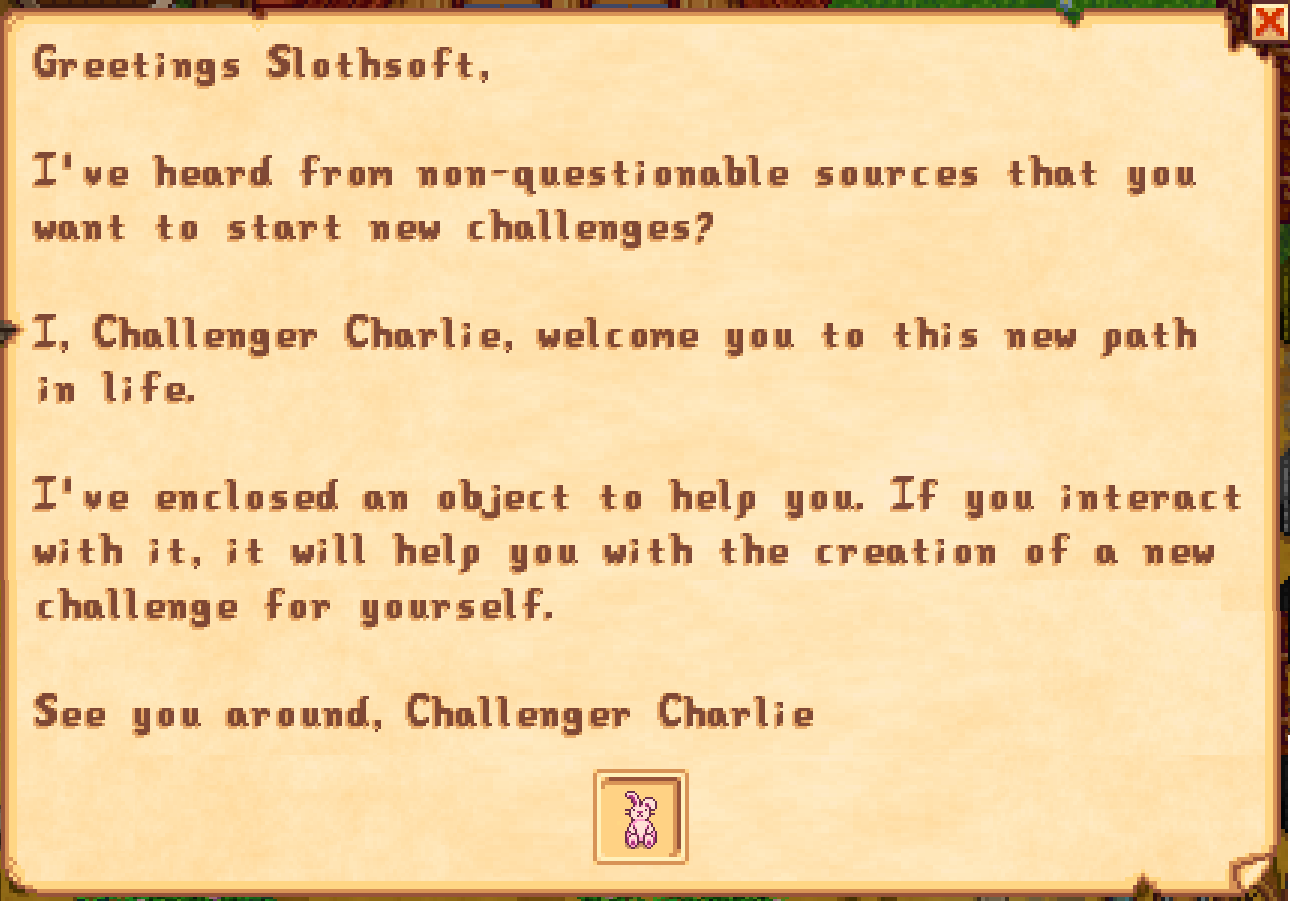 Greetings Slothsoft,
I've heard from non-questionable sources that you
want to start new challenges?
I, Challenger Charlie, welcome you to this new path
in life.
I've enclosed an object to help you. If you interact
with it, it will help you with the creation of a new
challenge for yourself.
See you around, Challenger Charlie